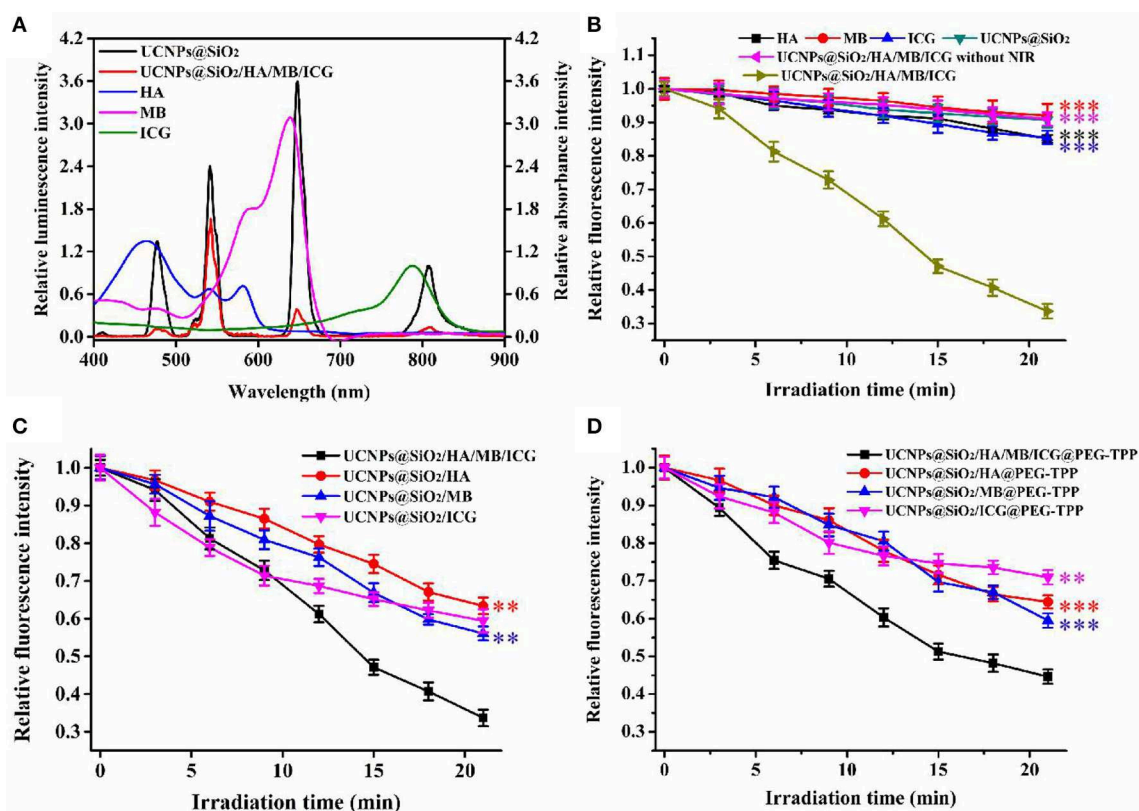 A
UCNPs@SiO₂
UCNPs@SiO₂/HA/MB/ICG
HA
MB
ICG
4.2
3.6
3.0
2.4
1.8
1.2
0.6
0.0
4.2
3.6
3.0
2.4
1.8
1.2
0.6
0.0
400 500 600 700 800 900
Relative luminescence intensity
Relative absorbance intensity
Wavelength (nm)
B
HA MB ICG UCNPs@SiO₂
UCNPs@SiO₂/HA/MB/ICG without NIR
UCNPs@SiO₂/HA/MB/ICG
1.1
1.0
0.9
0.8
0.7
0.6
0.5
0.4
0.3
***
***
***
***
0 5 10 15 20
Relative fluorescence intensity
Irradiation time (min)
C
UCNPs@SiO₂/HA/MB/ICG
UCNPs@SiO₂/HA
UCNPs@SiO₂/MB
UCNPs@SiO₂/ICG
1.0
0.9
0.8
0.7
0.6
0.5
0.4
0.3
**
**
0 5 10 15 20
Relative fluorescence intensity
Irradiation time (min)
D
UCNPs@SiO₂/HA/MB/ICG@PEG-TPP
UCNPs@SiO₂/HA@PEG-TPP
UCNPs@SiO₂/MB@PEG-TPP
UCNPs@SiO₂/ICG@PEG-TPP
1.0
0.9
0.8
0.7
0.6
0.5
0.4
0.3
**
***
***
0 5 10 15 20
Relative fluorescence intensity
Irradiation time (min)